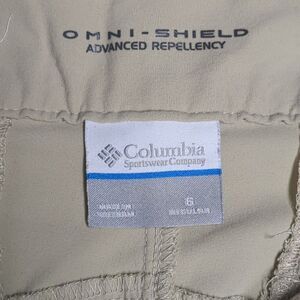 OMNI-SHIELD
ADVANCED REPELLENCY
Columbia
Sportswear Company
6